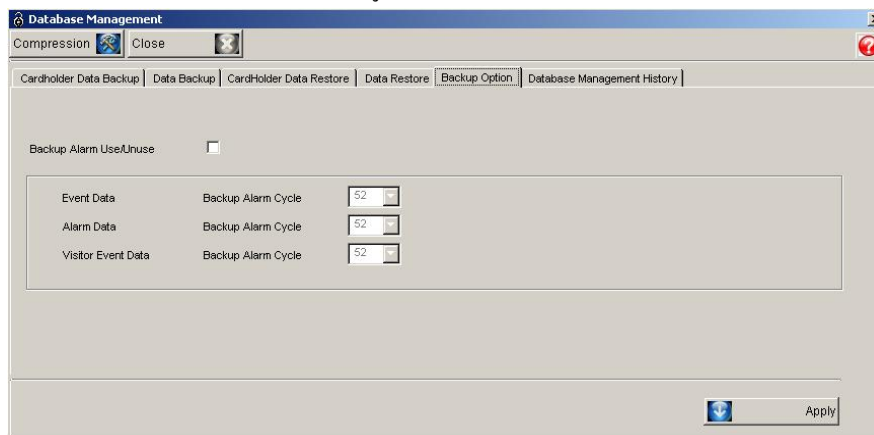 Database Management
Compression Close
Cardholder Data Backup Data Backup CardHolder Data Restore Data Restore Backup Option Database Management History
Backup Alarm Use/Unuse
Event Data Backup Alarm Cycle 52
Alarm Data Backup Alarm Cycle 52
Visitor Event Data Backup Alarm Cycle 52
Apply